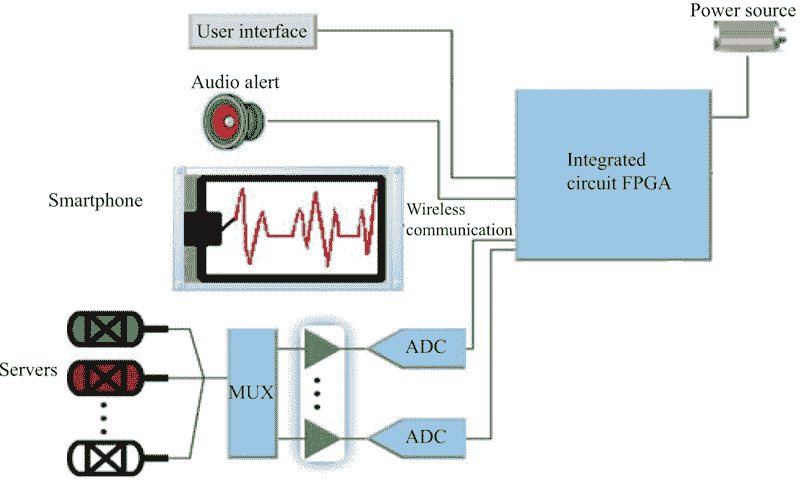 Power source
User interface
Audio alert
Integrated
circuit FPGA
Smartphone
Wireless
communication
ADC
Servers
MUX
ADC